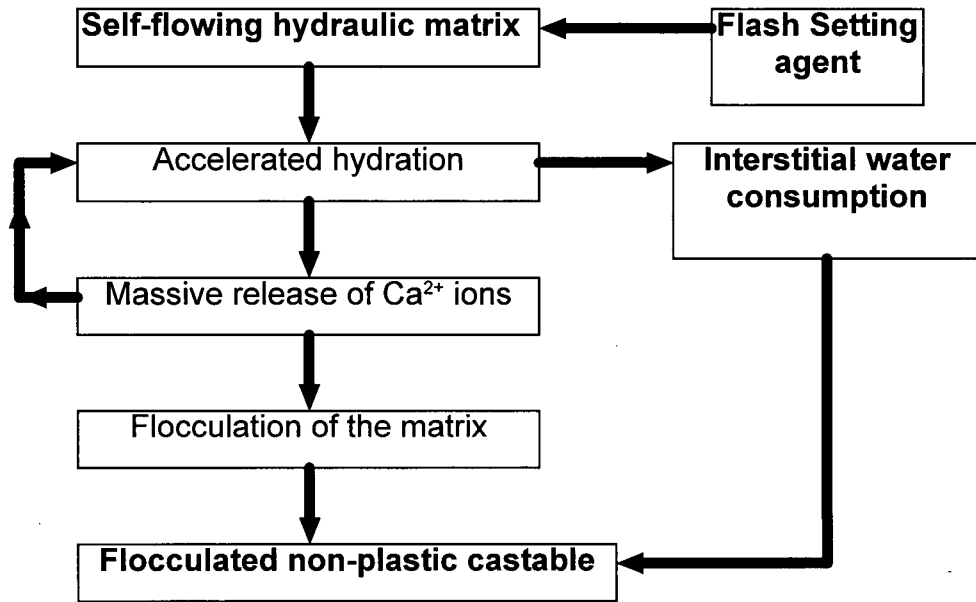 Self-flowing hydraulic matrix
Flash Setting
agent
Accelerated hydration
Interstitial water
consumption
Massive release of Ca²⁺ ions
Flocculation of the matrix
Flocculated non-plastic castable